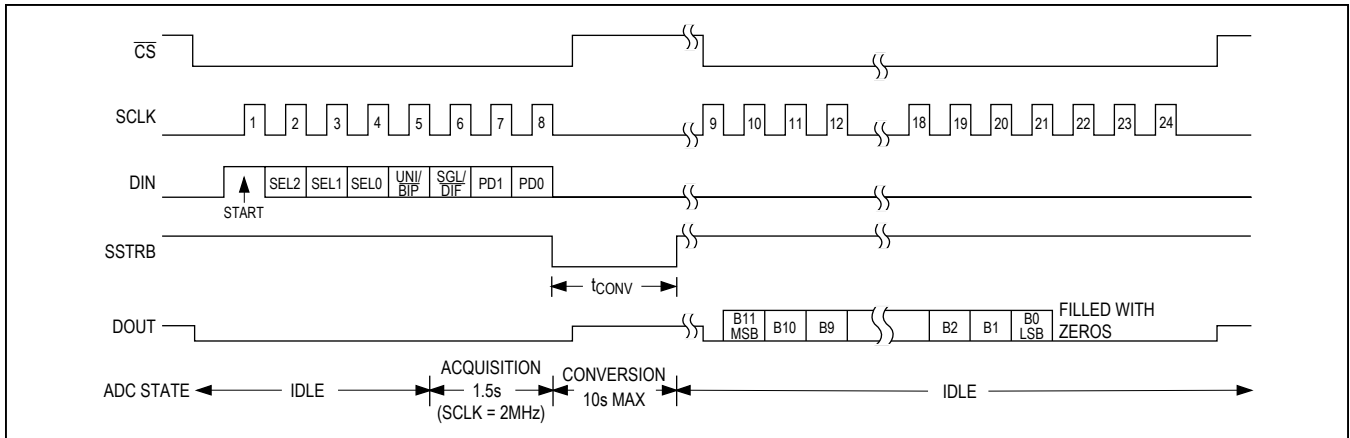 CS
SCLK 1 2 3 4 5 6 7 8 9 10 11 12 18 19 20 21 22 23 24
DIN SEL2 SEL1 SEL0 UNI/BIP SGL/DIF PD1 PD0
START
SSTRB
tCONV
DOUT B11 MSB B10 B9 B2 B1 B0 LSB FILLED WITH ZEROS
ADC STATE IDLE ACQUISITION 1.5s (SCLK = 2MHz) CONVERSION 10s MAX IDLE